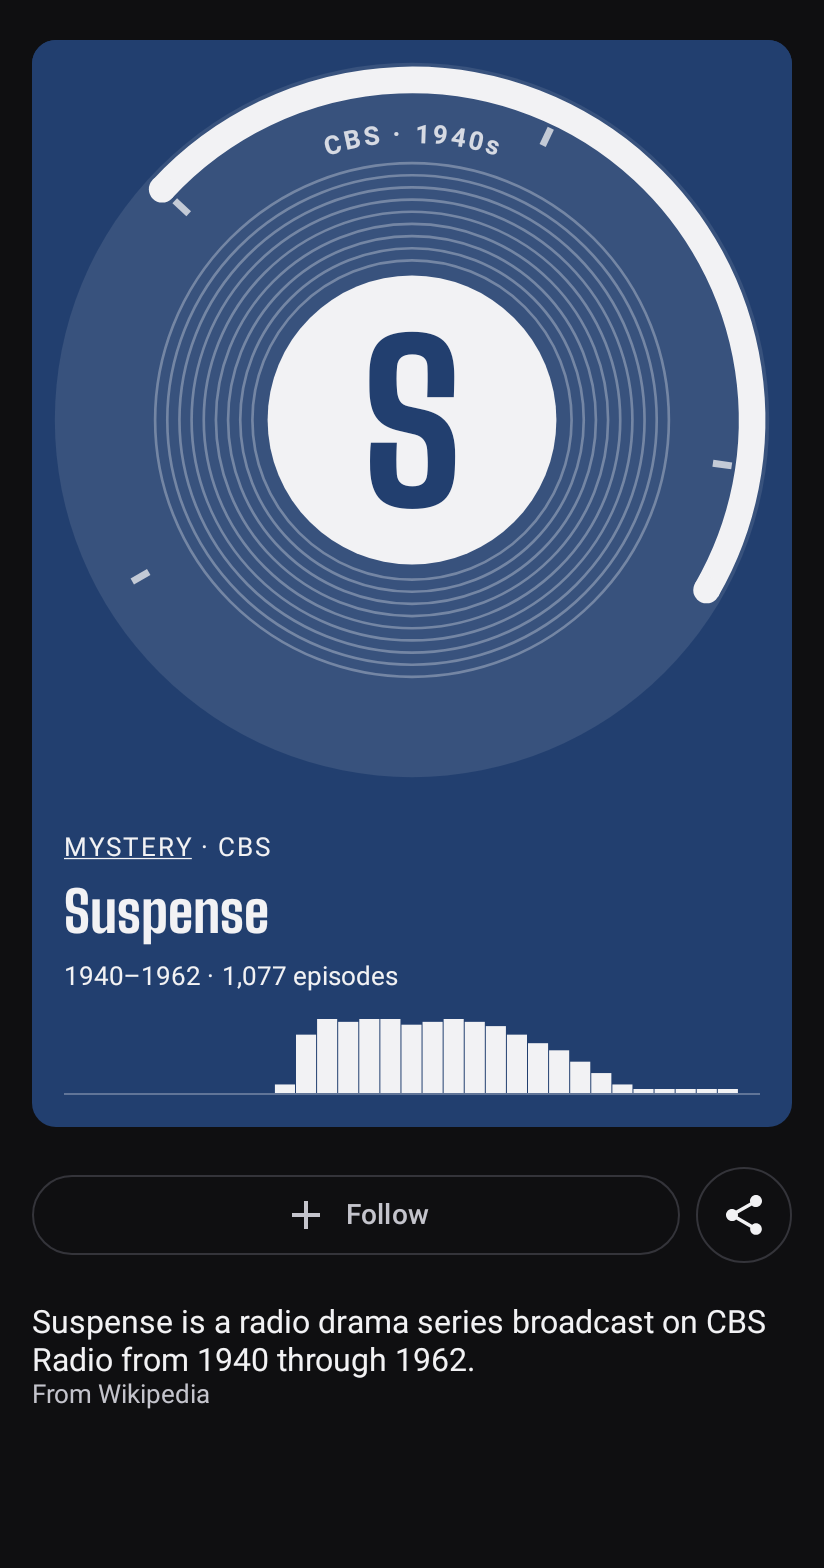 CBS · 1940s
S
MYSTERY · CBS
Suspense
1940–1962 · 1,077 episodes
Follow
Suspense is a radio drama series broadcast on CBS
Radio from 1940 through 1962.
From Wikipedia